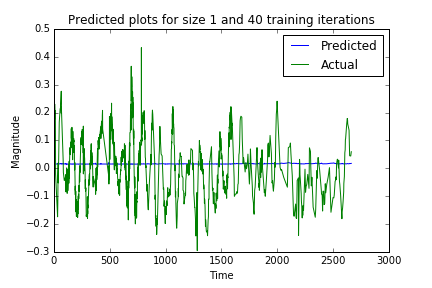 Predicted plots for size 1 and 40 training iterations
Predicted
Actual
Magnitude
0.5
0.4
0.3
0.2
0.1
0.0
−0.1
−0.2
−0.3
0 500 1000 1500 2000 2500 3000
Time